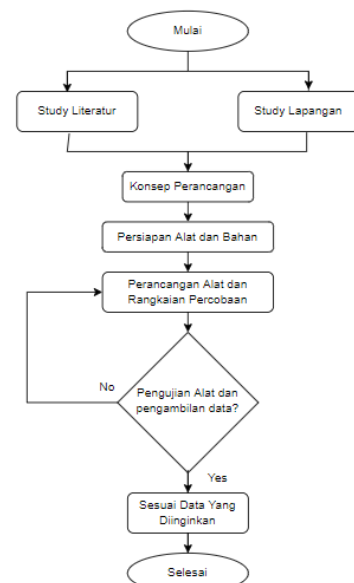 Mulai
Study Literatur
Study Lapangan
Konsep Perancangan
Persiapan Alat dan Bahan
Perancangan Alat dan
Rangkaian Percobaan
No
Pengujian Alat dan
pengambilan data?
Yes
Sesuai Data Yang
Diinginkan
Selesai